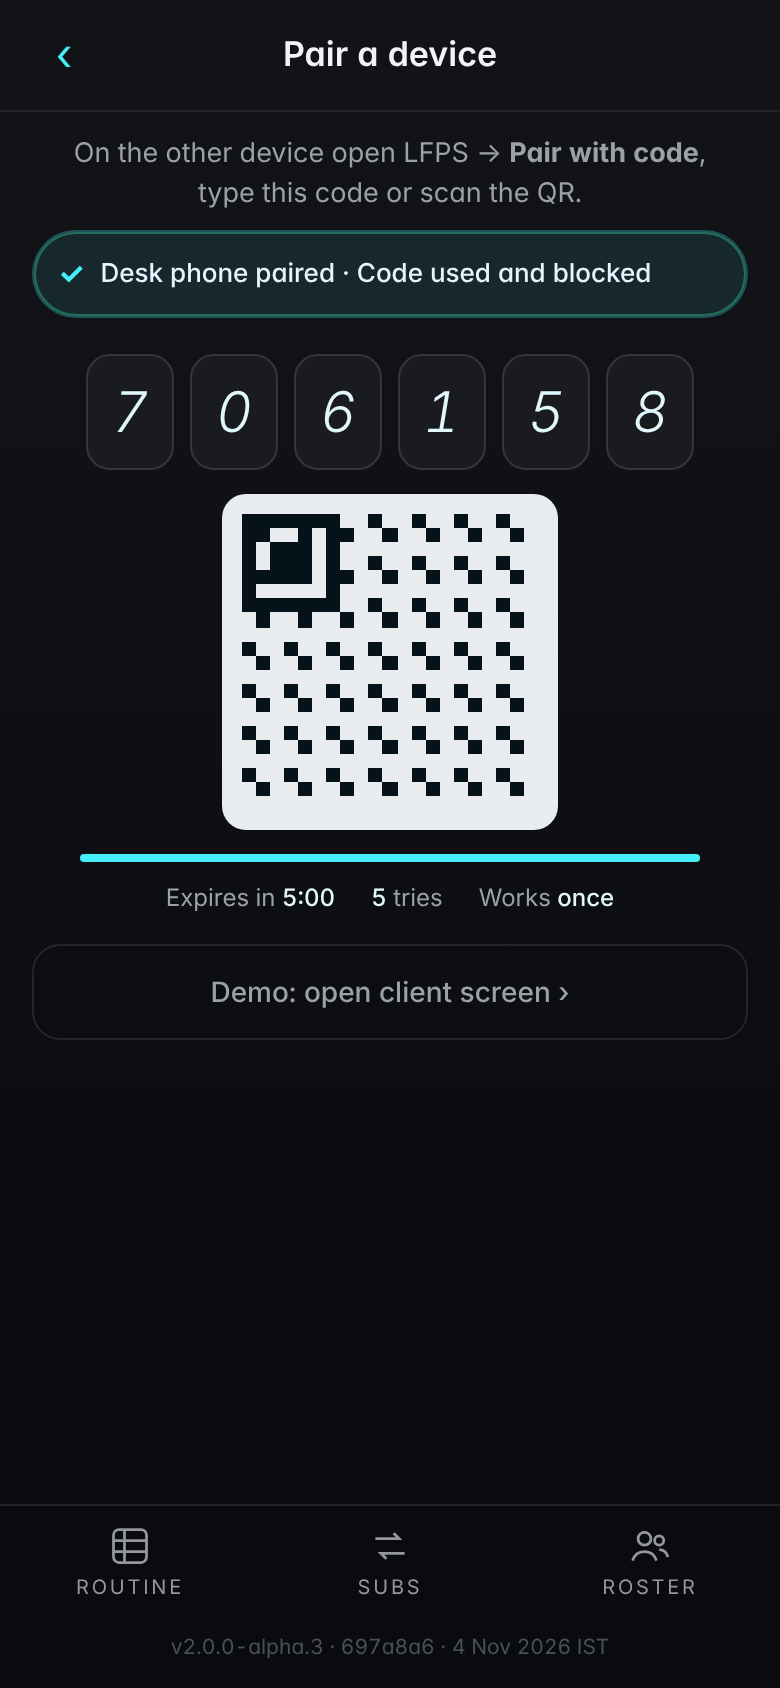 Pair a device
On the other device open LFPS → Pair with code,
type this code or scan the QR.
Desk phone paired · Code used and blocked
7 0 6 1 5 8
Expires in 5:00 5 tries Works once
Demo: open client screen ›
ROUTINE SUBS ROSTER
v2.0.0-alpha.3 · 697a8a6 · 4 Nov 2026 IST